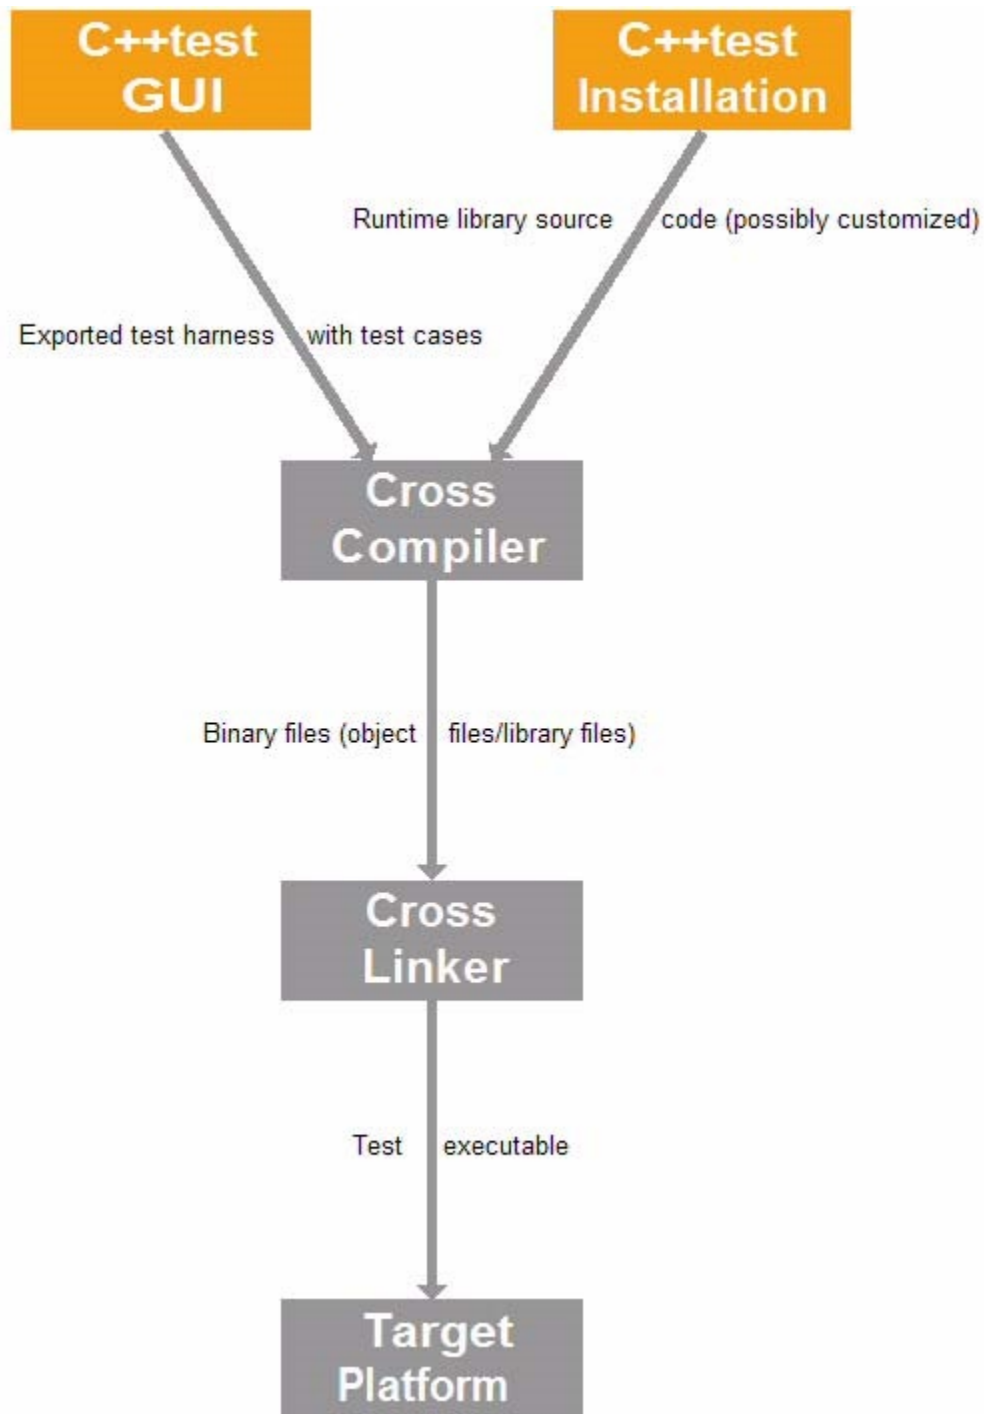 C++test
GUI
C++test
Installation
Runtime library source code (possibly customized)
Exported test harness with test cases
Cross
Compiler
Binary files (object files/library files)
Cross
Linker
Test executable
Target
Platform